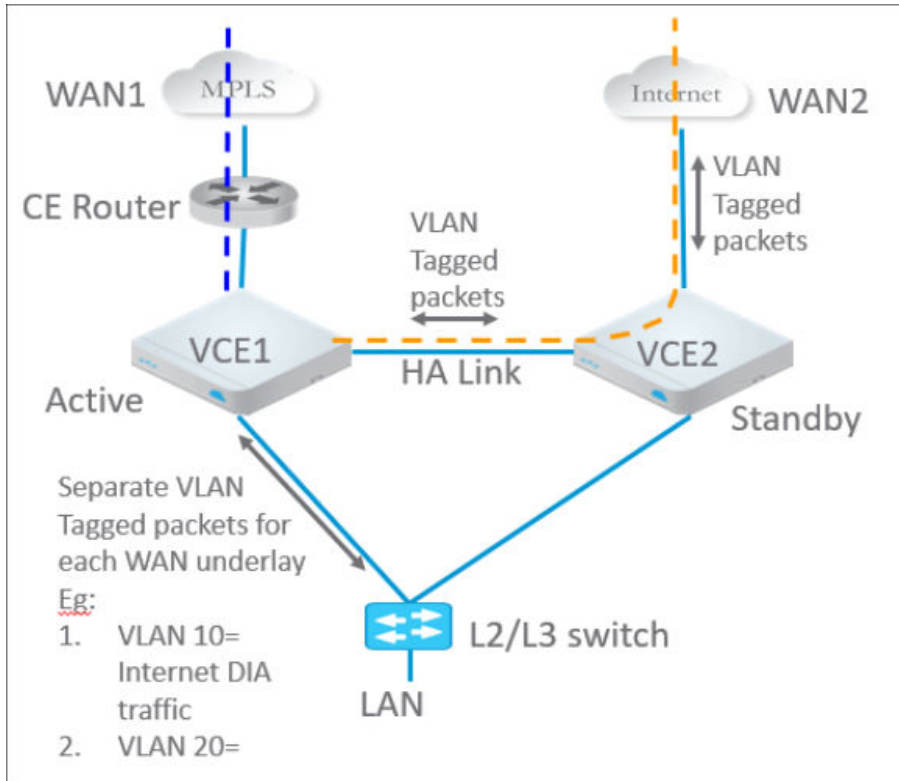 MPLS
WAN1
Internet
WAN2
CE Router
VLAN
Tagged
packets
VLAN
Tagged
packets
VCE1
VCE2
HA Link
Active
Standby
Separate VLAN
Tagged packets for
each WAN underlay
Eg:
1. VLAN 10=
Internet DIA
traffic
2. VLAN 20=
L2/L3 switch
LAN